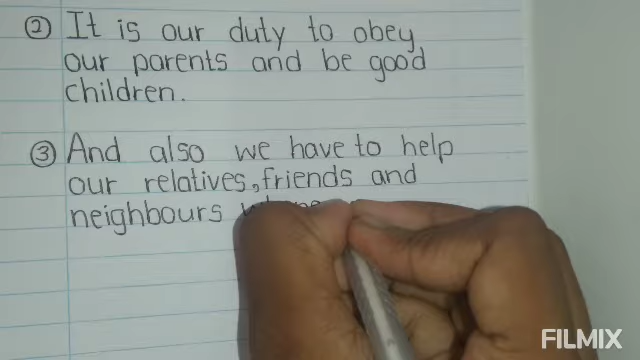 ② It is our duty to obey
our parents and be good
children.
③ And also we have to help
our relatives, friends and
neighbours
FILMIX